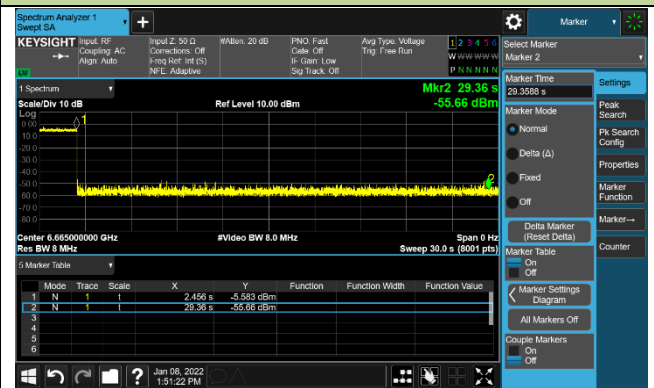 Spectrum Analyzer 1
Swept SA
Marker
KEYSIGHT
Input: RF
Coupling: AC
Align: Auto
Input Z: 50 Ω
Corrections: Off
Freq Ref: Int (S)
NFE: Adaptive
#Atten: 20 dB
PNO: Fast
Gate: Off
IF Gain: Low
Sig Track: Off
Avg Type: Voltage
Trig: Free Run
1 2 3 4 5 6
W W W W W W
P N N N N N
Select Marker
Marker 2
LXI
1 Spectrum
Mkr2 29.36 s
-55.66 dBm
Scale/Div 10 dB
Ref Level 10.00 dBm
Log
0.00
-10.0
-20.0
-30.0
-40.0
-50.0
-60.0
-70.0
-80.0
1
2
Center 6.665000000 GHz
Res BW 8 MHz
#Video BW 8.0 MHz
Span 0 Hz
Sweep 30.0 s (8001 pts)
5 Marker Table
Mode Trace Scale X Y Function Function Width Function Value
1 N 1 t 2.456 s -5.583 dBm
2 N 1 t 29.36 s -55.66 dBm
3
4
5
6
Marker Time
29.3588 s
Marker Mode
Normal
Delta (Δ)
Fixed
Off
Delta Marker
(Reset Delta)
Marker Table
On
Off
Marker Settings
Diagram
All Markers Off
Couple Markers
On
Off
Settings
Peak
Search
Pk Search
Config
Properties
Marker
Function
Marker→
Counter
Jan 08, 2022
1:51:22 PM